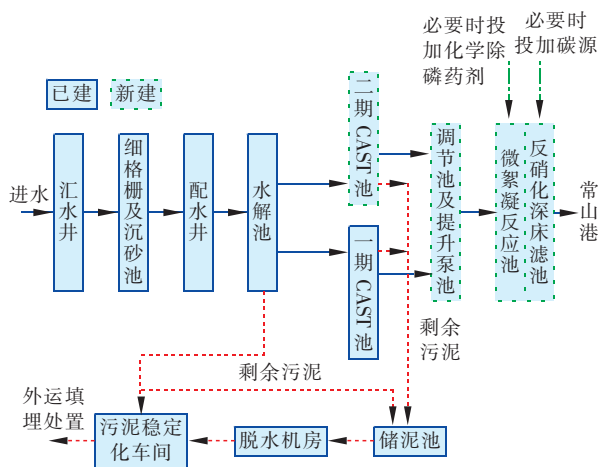 必要时投
加化学除
磷药剂
必要时
投加碳源
已建
新建
进水
汇水井
细格栅及沉砂池
配水井
水解池
二期CAST池
一期CAST池
调节池及提升泵池
微絮凝反应池
反硝化深床滤池
常山港
剩余
污泥
剩余污泥
外运填
埋处置
污泥稳定
化车间
脱水机房
储泥池